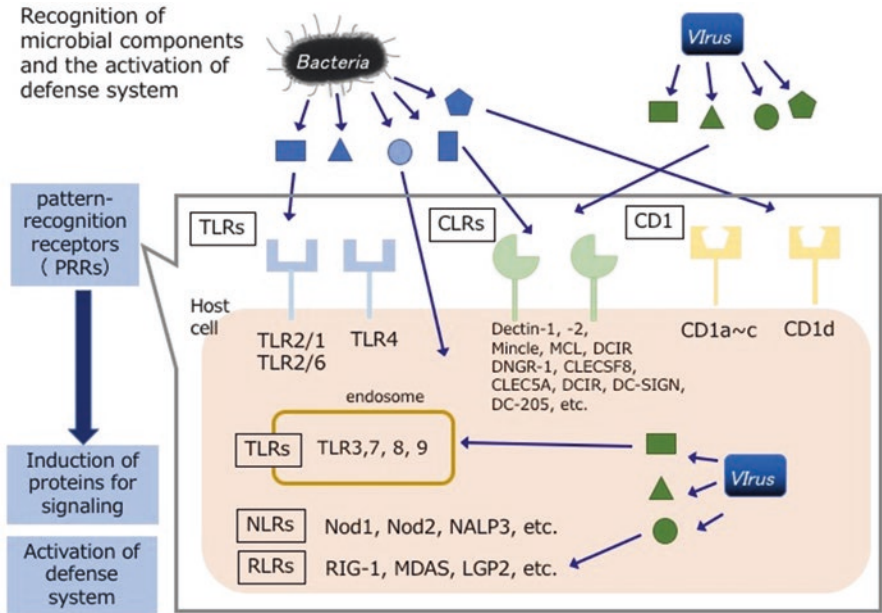 Recognition of
microbial components
and the activation of
defense system
Bacteria
VIrus
pattern-
recognition
receptors
( PRRs)
TLRs
CLRs
CD1
Host
cell
TLR2/1
TLR2/6
TLR4
Dectin-1, -2,
Mincle, MCL, DCIR
DNGR-1, CLECSF8,
CLEC5A, DCIR, DC-SIGN,
DC-205, etc.
CD1a~c
CD1d
endosome
TLRs
TLR3,7, 8, 9
VIrus
Induction of
proteins for
signaling
NLRs
Nod1, Nod2, NALP3, etc.
Activation of
defense
system
RLRs
RIG-1, MDAS, LGP2, etc.